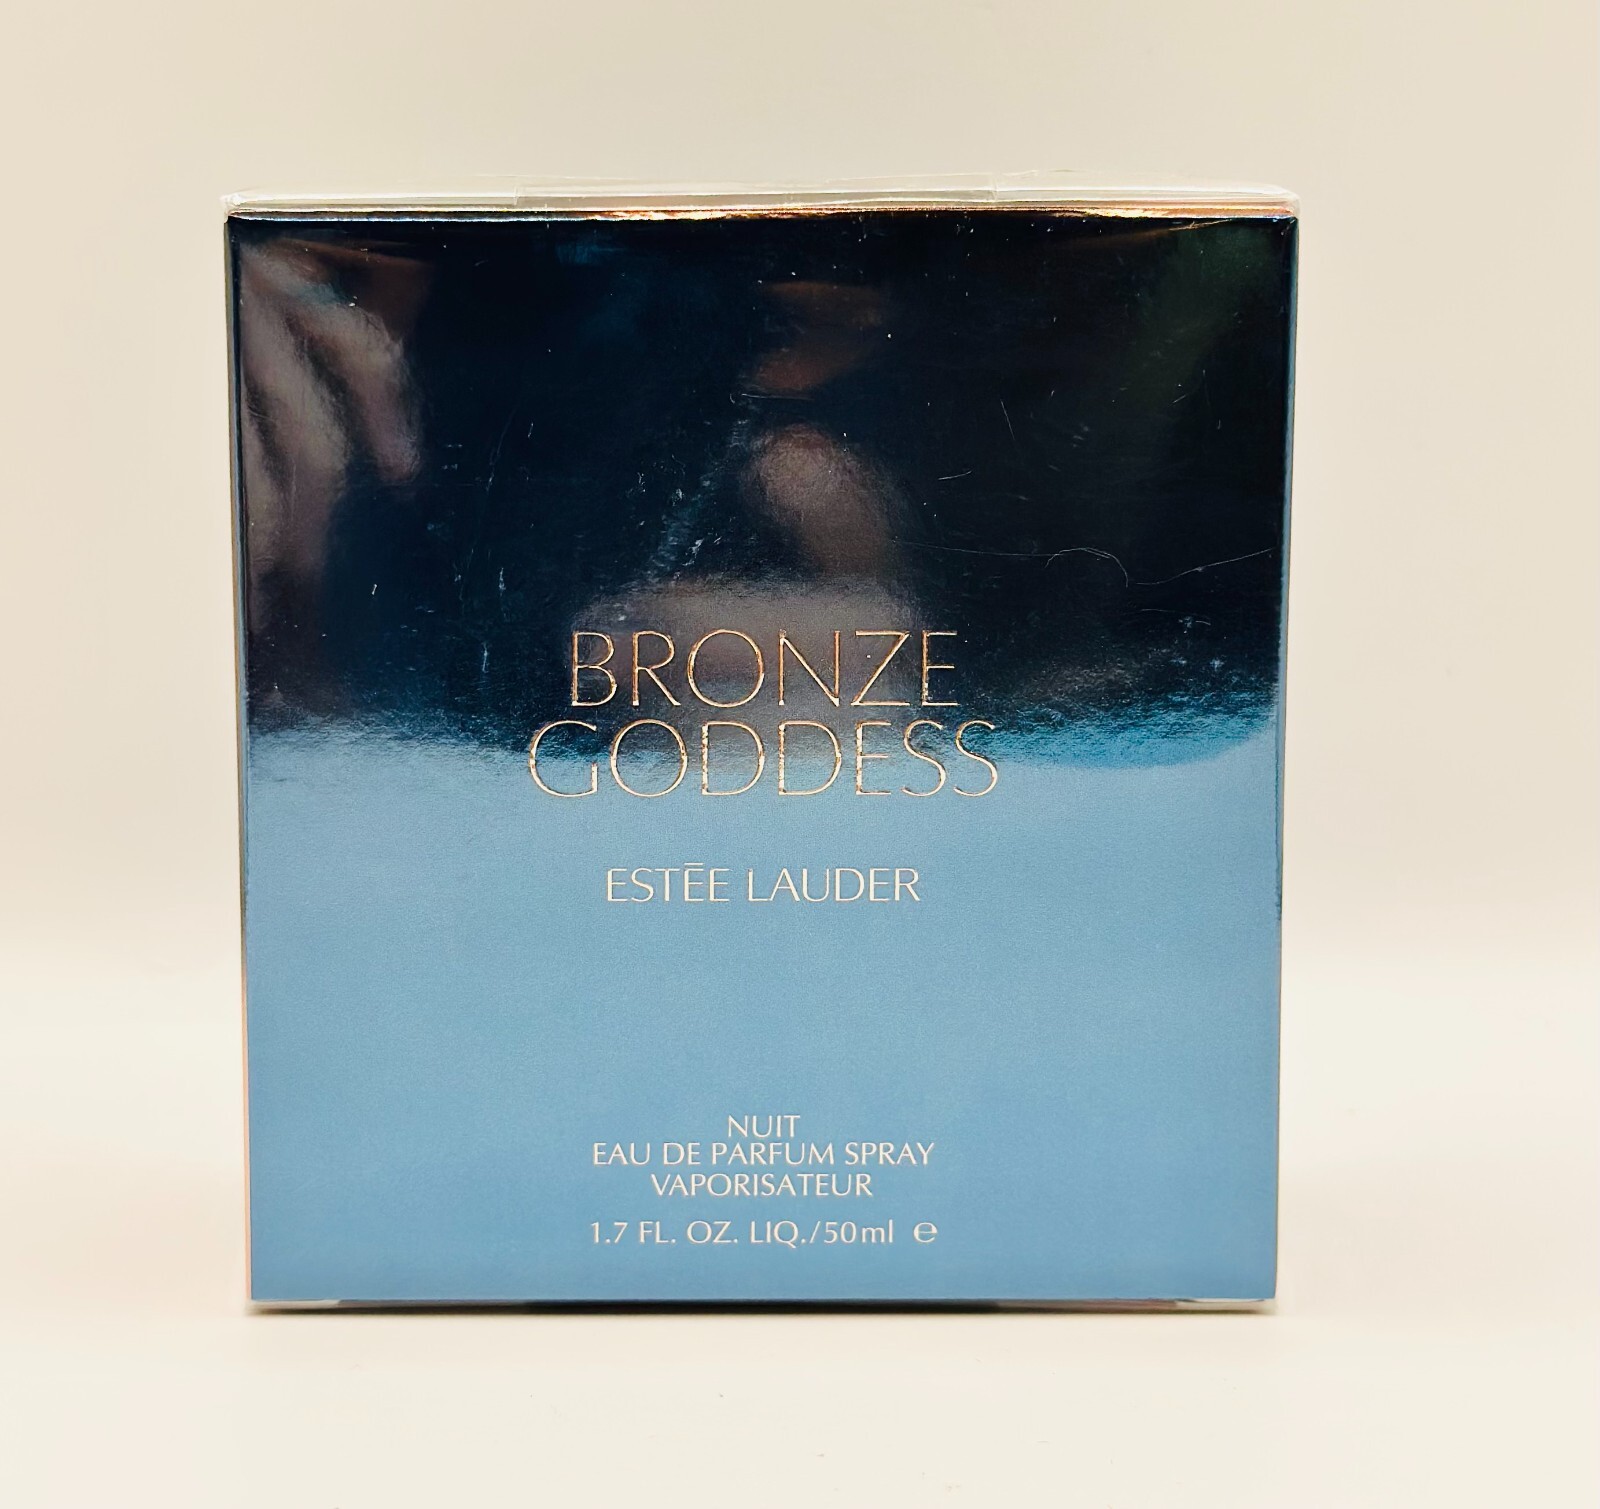 BRONZE
GODDESS
ESTĒE LAUDER
NUIT
EAU DE PARFUM SPRAY
VAPORISATEUR
1.7 FL. OZ. LIQ./50ml ℮